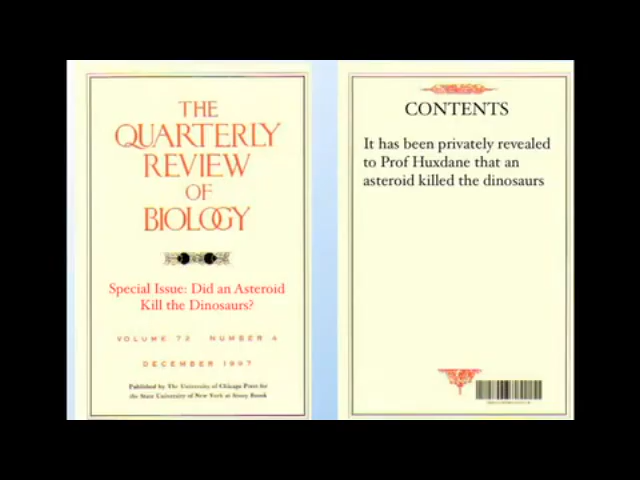 THE
QUARTERLY
REVIEW
OF
BIOLOGY
Special Issue: Did an Asteroid
Kill the Dinosaurs?
VOLUME 72 NUMBER 4
DECEMBER 1997
Published by The University of Chicago Press for
the State University of New York at Stony Brook
CONTENTS
It has been privately revealed
to Prof Huxdane that an
asteroid killed the dinosaurs